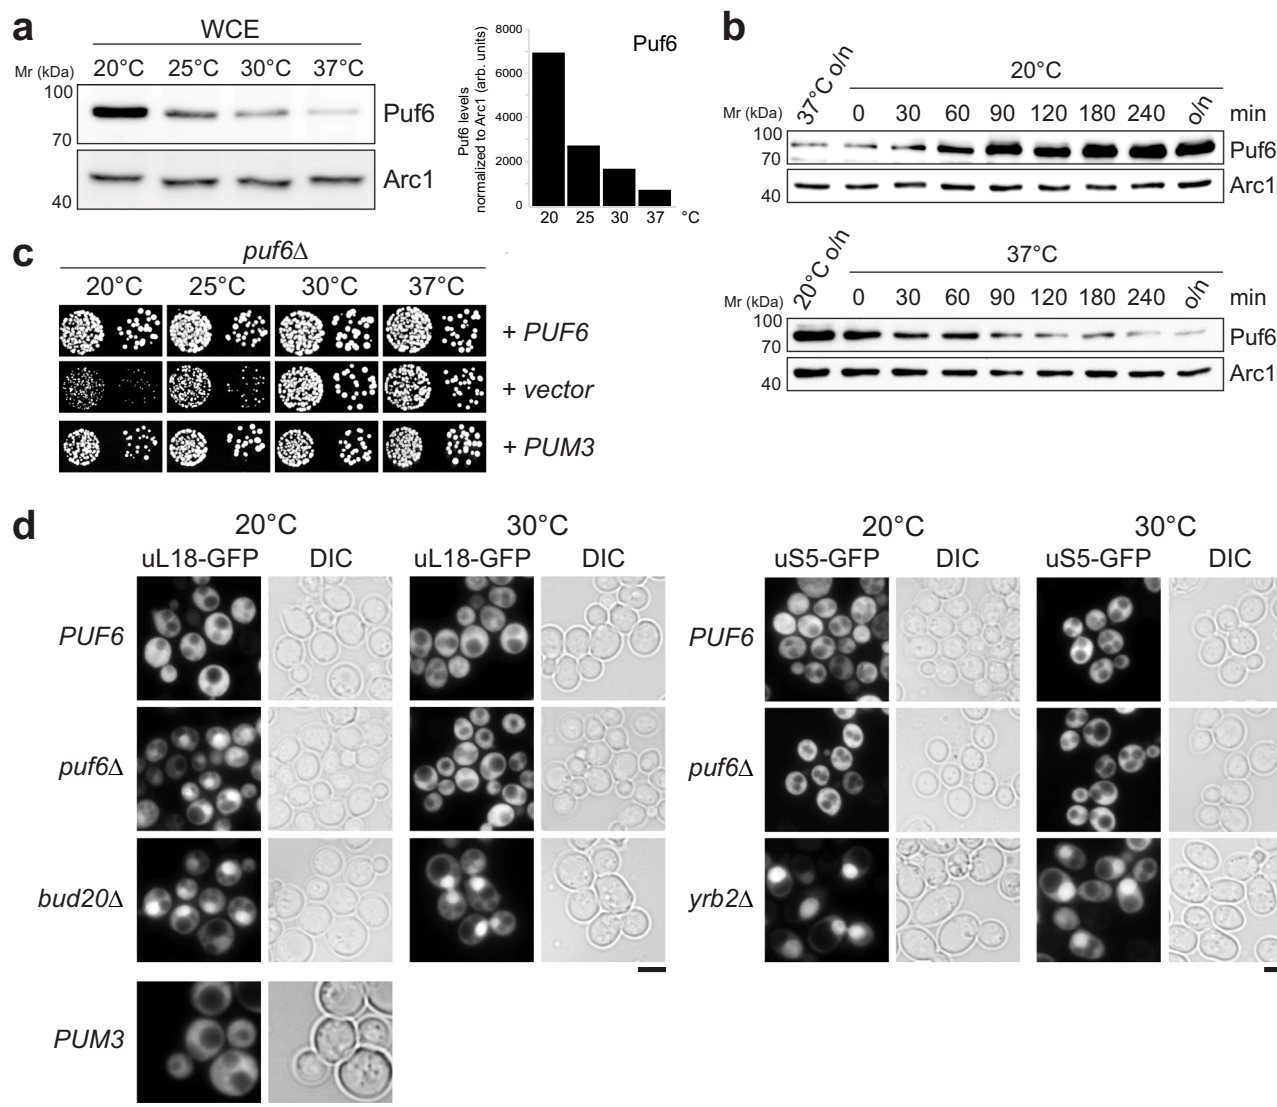 a
WCE
Mr (kDa) 20°C 25°C 30°C 37°C
100
70
Puf6
40
Arc1
Puf6 levels
normalized to Arc1 (arb. units)
8000
6000
4000
2000
0
Puf6
20 25 30 37 °C
b
37°C o/n
20°C
Mr (kDa) 0 30 60 90 120 180 240 o/n min
100
70
Puf6
40
Arc1
20°C o/n
37°C
Mr (kDa) 0 30 60 90 120 180 240 o/n min
100
70
Puf6
40
Arc1
c
puf6Δ
20°C 25°C 30°C 37°C
+ PUF6
+ vector
+ PUM3
d
20°C 30°C
uL18-GFP DIC uL18-GFP DIC
PUF6
puf6Δ
bud20Δ
PUM3
20°C 30°C
uS5-GFP DIC uS5-GFP DIC
PUF6
puf6Δ
yrb2Δ